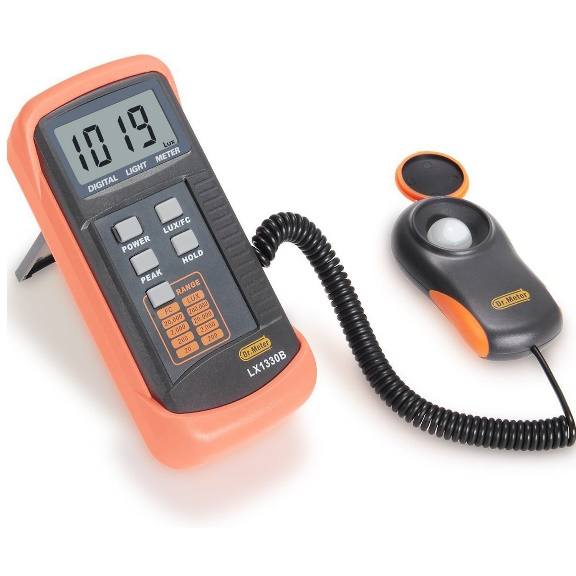 1019
Lux
DIGITAL LIGHT METER
POWER
LUX/FC
PEAK
HOLD
RANGE
FC LUX
20,000 200,000
2,000 20,000
200 2,000
20 200
Dr.Meter
LX1330B
Dr.Meter